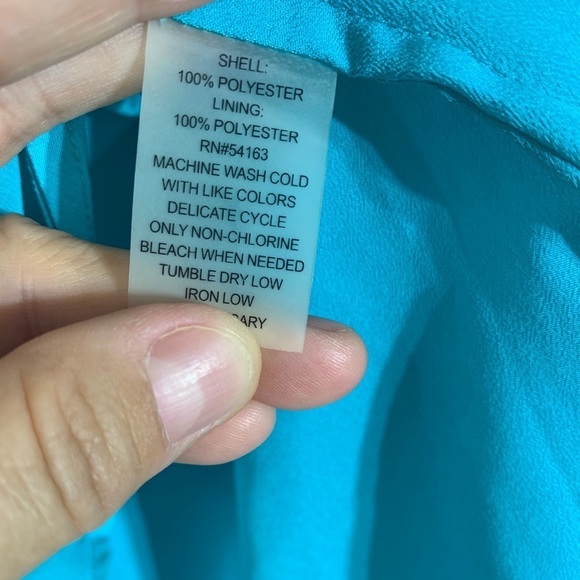 SHELL:
100% POLYESTER
LINING:
100% POLYESTER
RN#54163
MACHINE WASH COLD
WITH LIKE COLORS
DELICATE CYCLE
ONLY NON-CHLORINE
BLEACH WHEN NEEDED
TUMBLE DRY LOW
IRON LOW